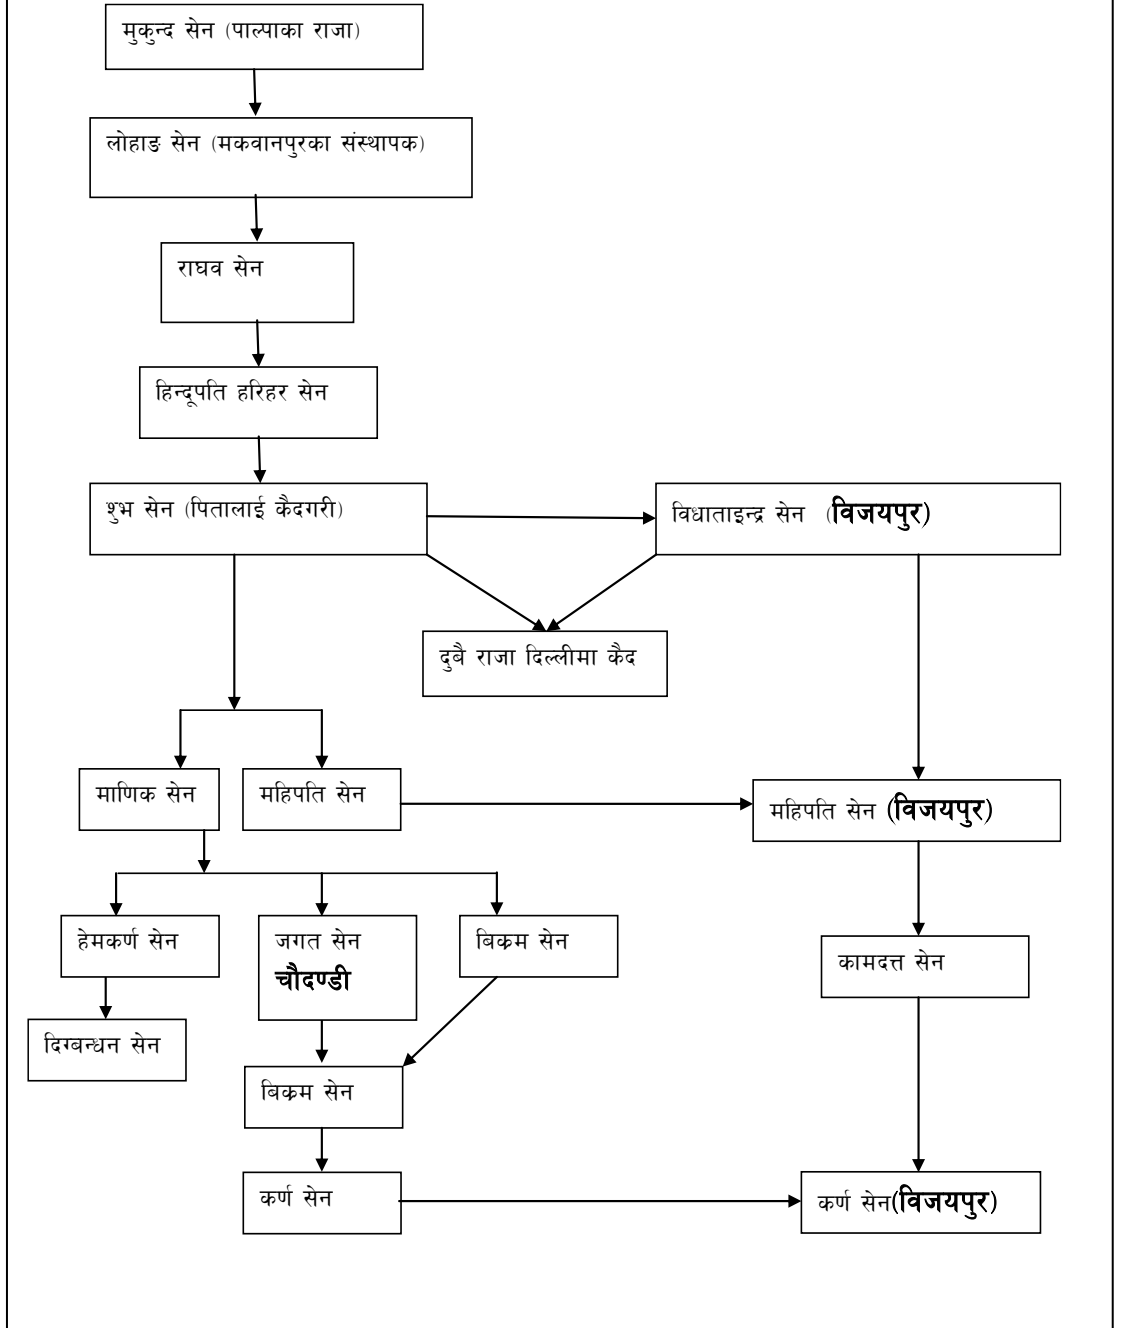 मुकुन्द सेन (पाल्पाका राजा)
लोहाङ सेन (मकवानपुरका संस्थापक)
राघव सेन
हिन्दूपति हरिहर सेन
शुभ सेन (पितालाई कैदगरी)
विधाताइन्द्र सेन (विजयपुर)
दुबै राजा दिल्लीमा कैद
माणिक सेन
महिपति सेन
महिपति सेन (विजयपुर)
हेमकर्ण सेन
जगत सेन
चौदण्डी
बिक्रम सेन
कामदत्त सेन
दिग्बन्धन सेन
बिक्रम सेन
कर्ण सेन
कर्ण सेन(विजयपुर)